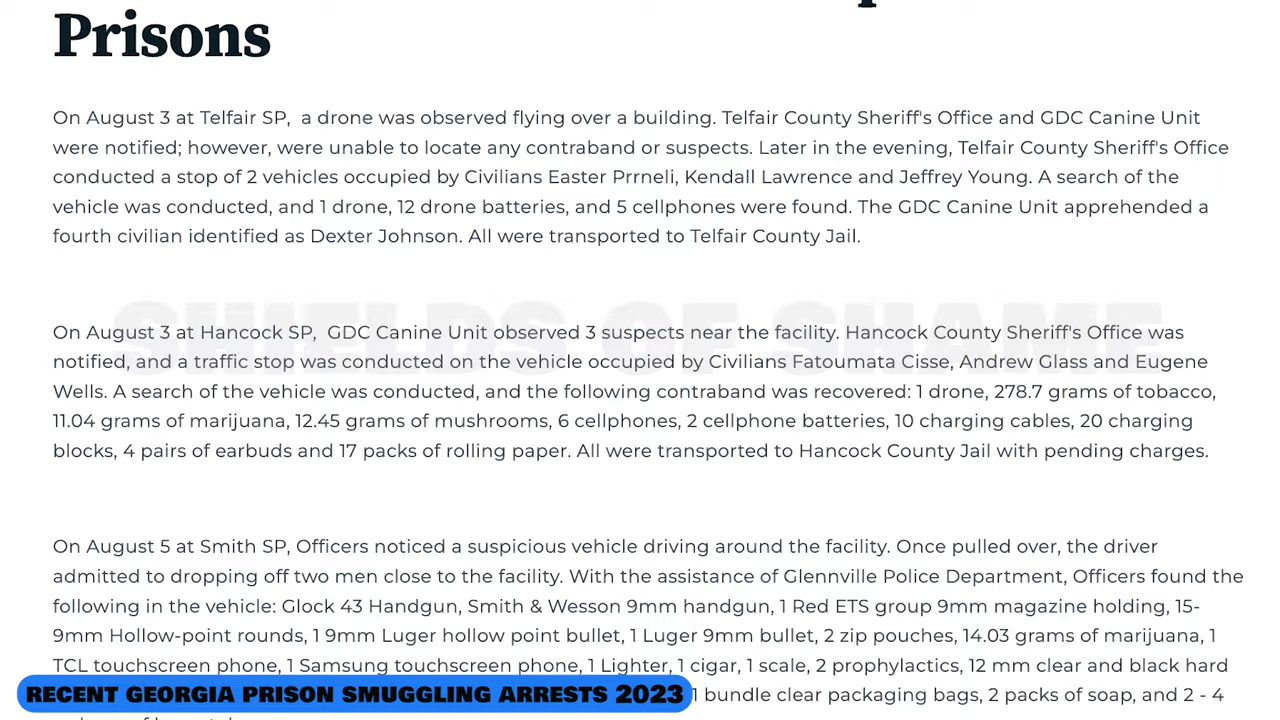 Prisons
On August 3 at Telfair SP,  a drone was observed flying over a building. Telfair County Sheriff's Office and GDC Canine Unit
were notified; however, were unable to locate any contraband or suspects. Later in the evening, Telfair County Sheriff's Office
conducted a stop of 2 vehicles occupied by Civilians Easter Prrneli, Kendall Lawrence and Jeffrey Young. A search of the
vehicle was conducted, and 1 drone, 12 drone batteries, and 5 cellphones were found. The GDC Canine Unit apprehended a
fourth civilian identified as Dexter Johnson. All were transported to Telfair County Jail.
SHIELDS OF SHAME
On August 3 at Hancock SP,  GDC Canine Unit observed 3 suspects near the facility. Hancock County Sheriff's Office was
notified, and a traffic stop was conducted on the vehicle occupied by Civilians Fatoumata Cisse, Andrew Glass and Eugene
Wells. A search of the vehicle was conducted, and the following contraband was recovered: 1 drone, 278.7 grams of tobacco,
11.04 grams of marijuana, 12.45 grams of mushrooms, 6 cellphones, 2 cellphone batteries, 10 charging cables, 20 charging
blocks, 4 pairs of earbuds and 17 packs of rolling paper. All were transported to Hancock County Jail with pending charges.
On August 5 at Smith SP, Officers noticed a suspicious vehicle driving around the facility. Once pulled over, the driver
admitted to dropping off two men close to the facility. With the assistance of Glennville Police Department, Officers found the
following in the vehicle: Glock 43 Handgun, Smith & Wesson 9mm handgun, 1 Red ETS group 9mm magazine holding, 15-
9mm Hollow-point rounds, 1 9mm Luger hollow point bullet, 1 Luger 9mm bullet, 2 zip pouches, 14.03 grams of marijuana, 1
TCL touchscreen phone, 1 Samsung touchscreen phone, 1 Lighter, 1 cigar, 1 scale, 2 prophylactics, 12 mm clear and black hard
RECENT GEORGIA PRISON SMUGGLING ARRESTS 2023
1 bundle clear packaging bags, 2 packs of soap, and 2 - 4